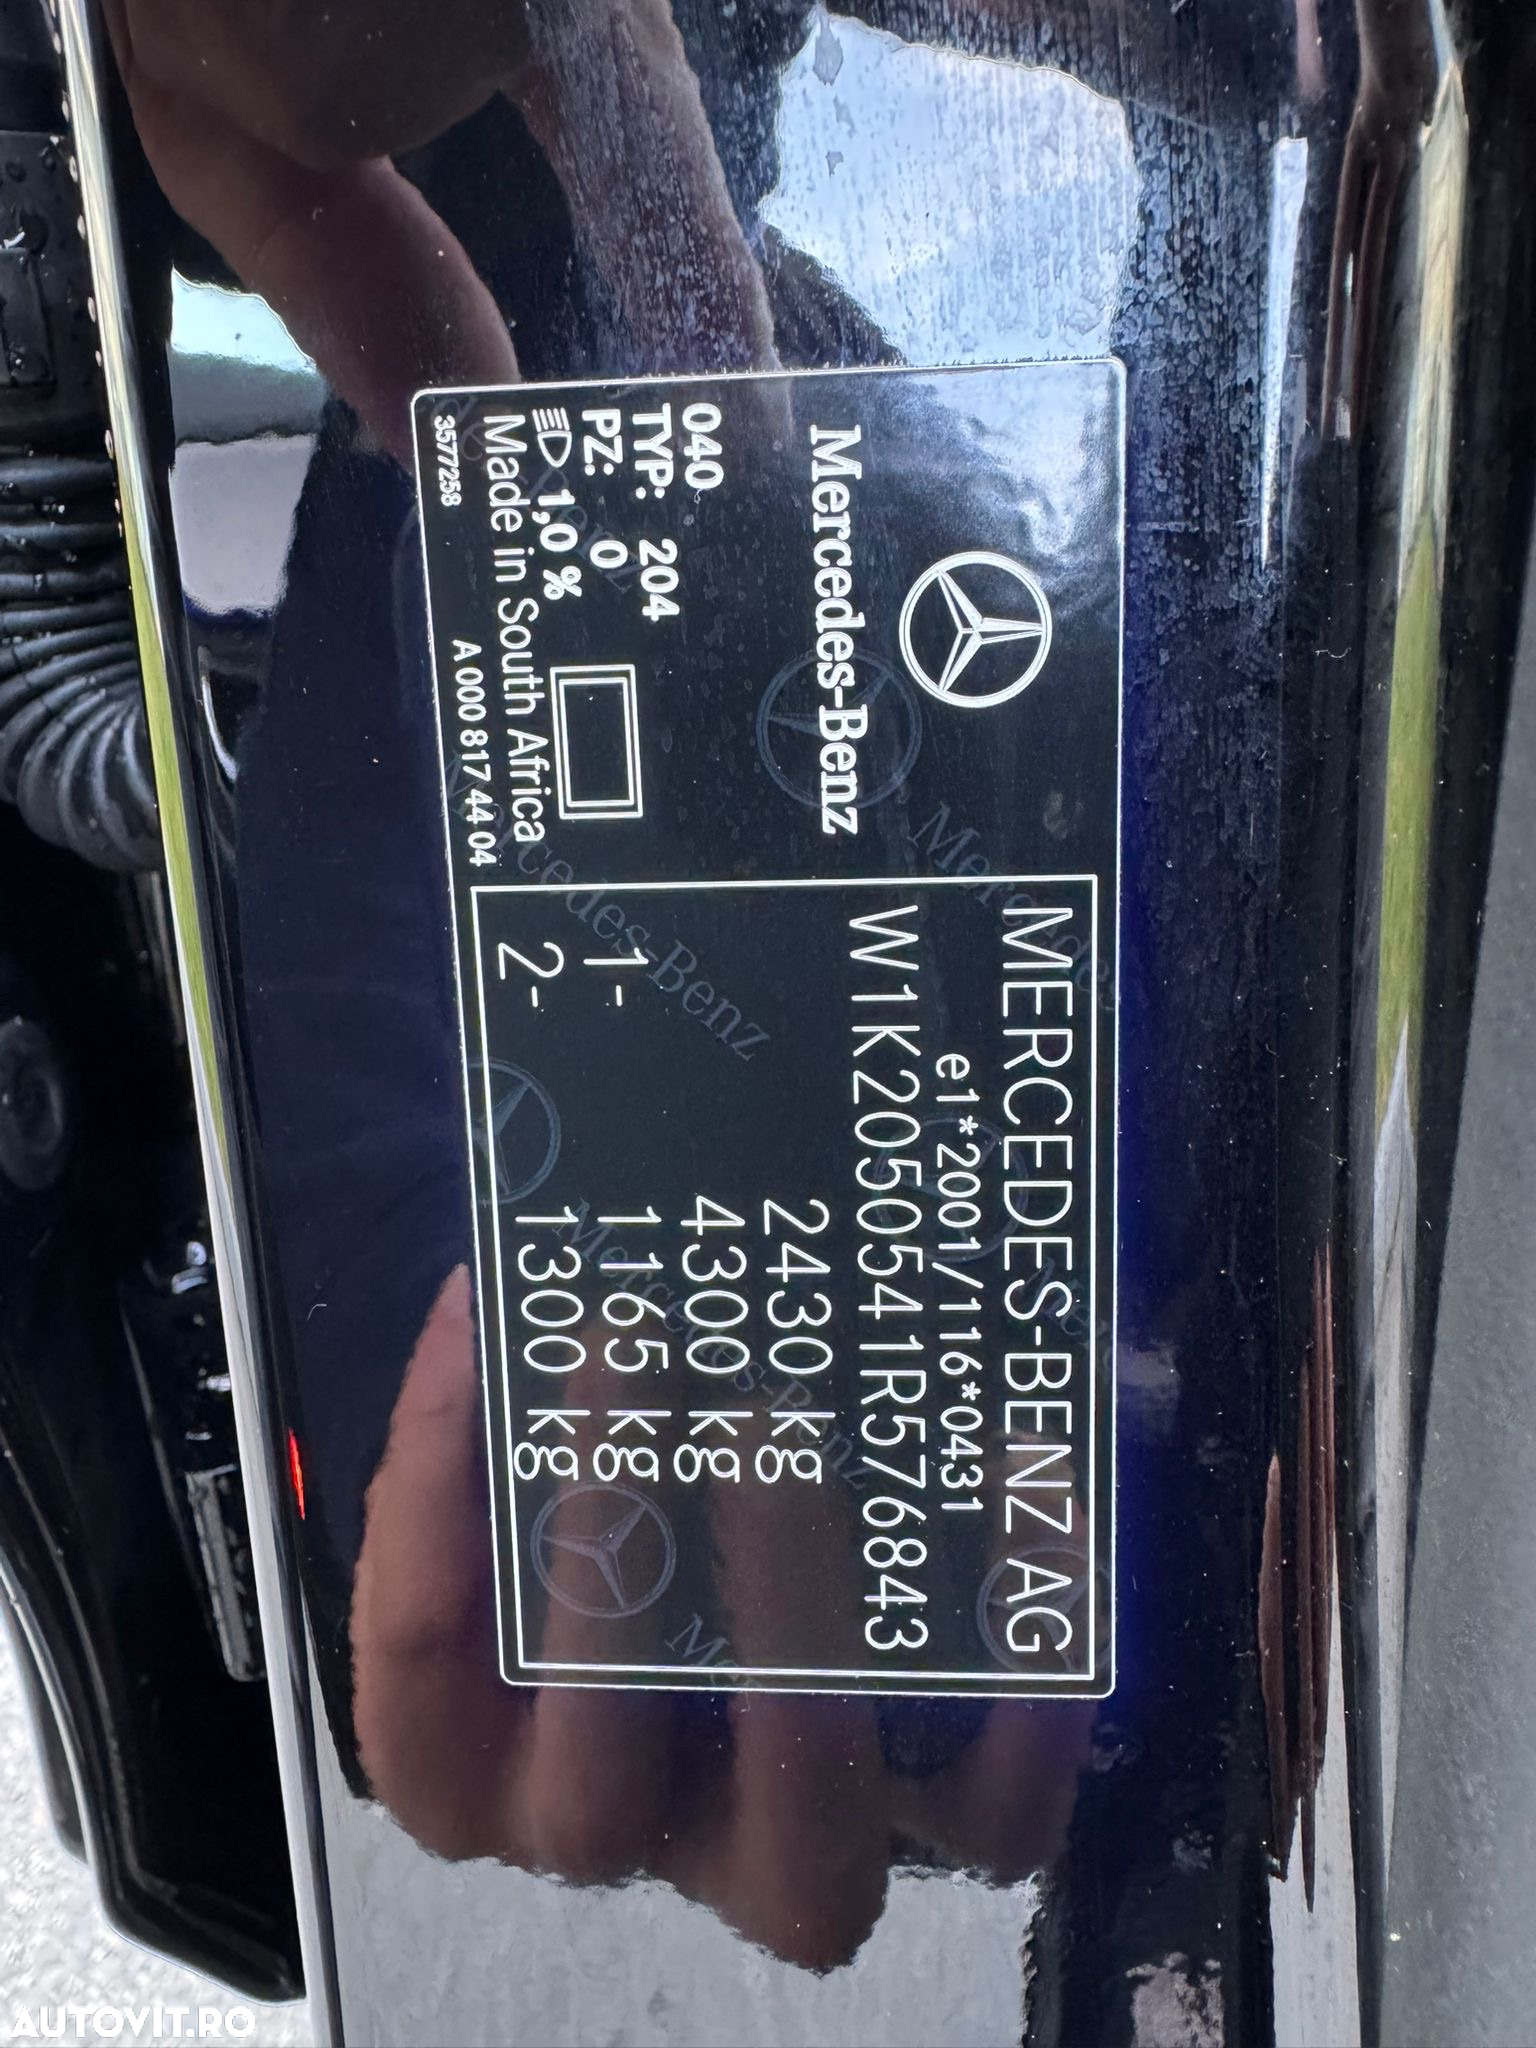 Mercedes-Benz
040
TYP: 204
PZ: 0
1,0 %
Made in South Africa
3577258
A 000 817 44 04
MERCEDES-BENZ AG
e1*2001/116*0431
W1K2050541R576843
2430 kg
4300 kg
1- 1165 kg
2- 1300 kg
AUTOVIT.RO